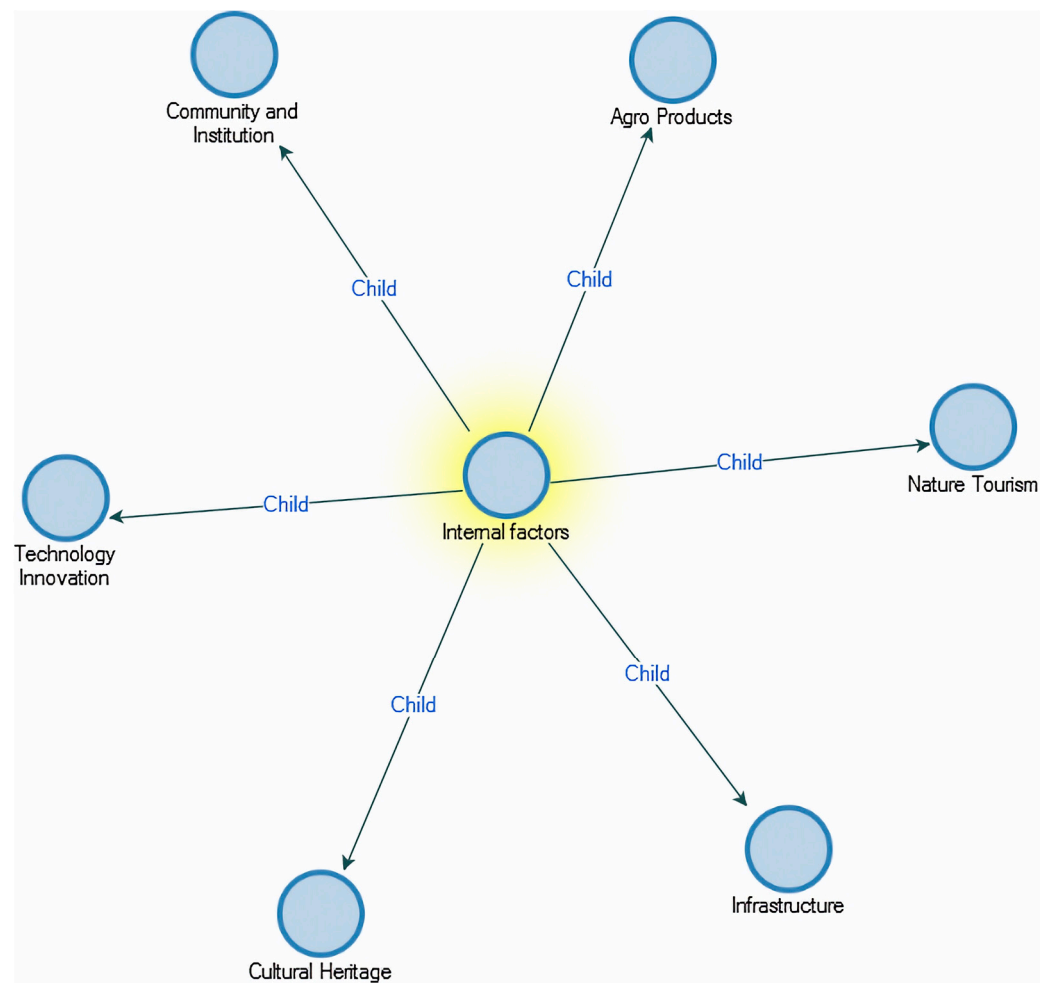 Community and
Institution
Agro Products
Child
Child
Child
Nature Tourism
Child
Internal factors
Technology
Innovation
Child
Child
Infrastructure
Cultural Heritage